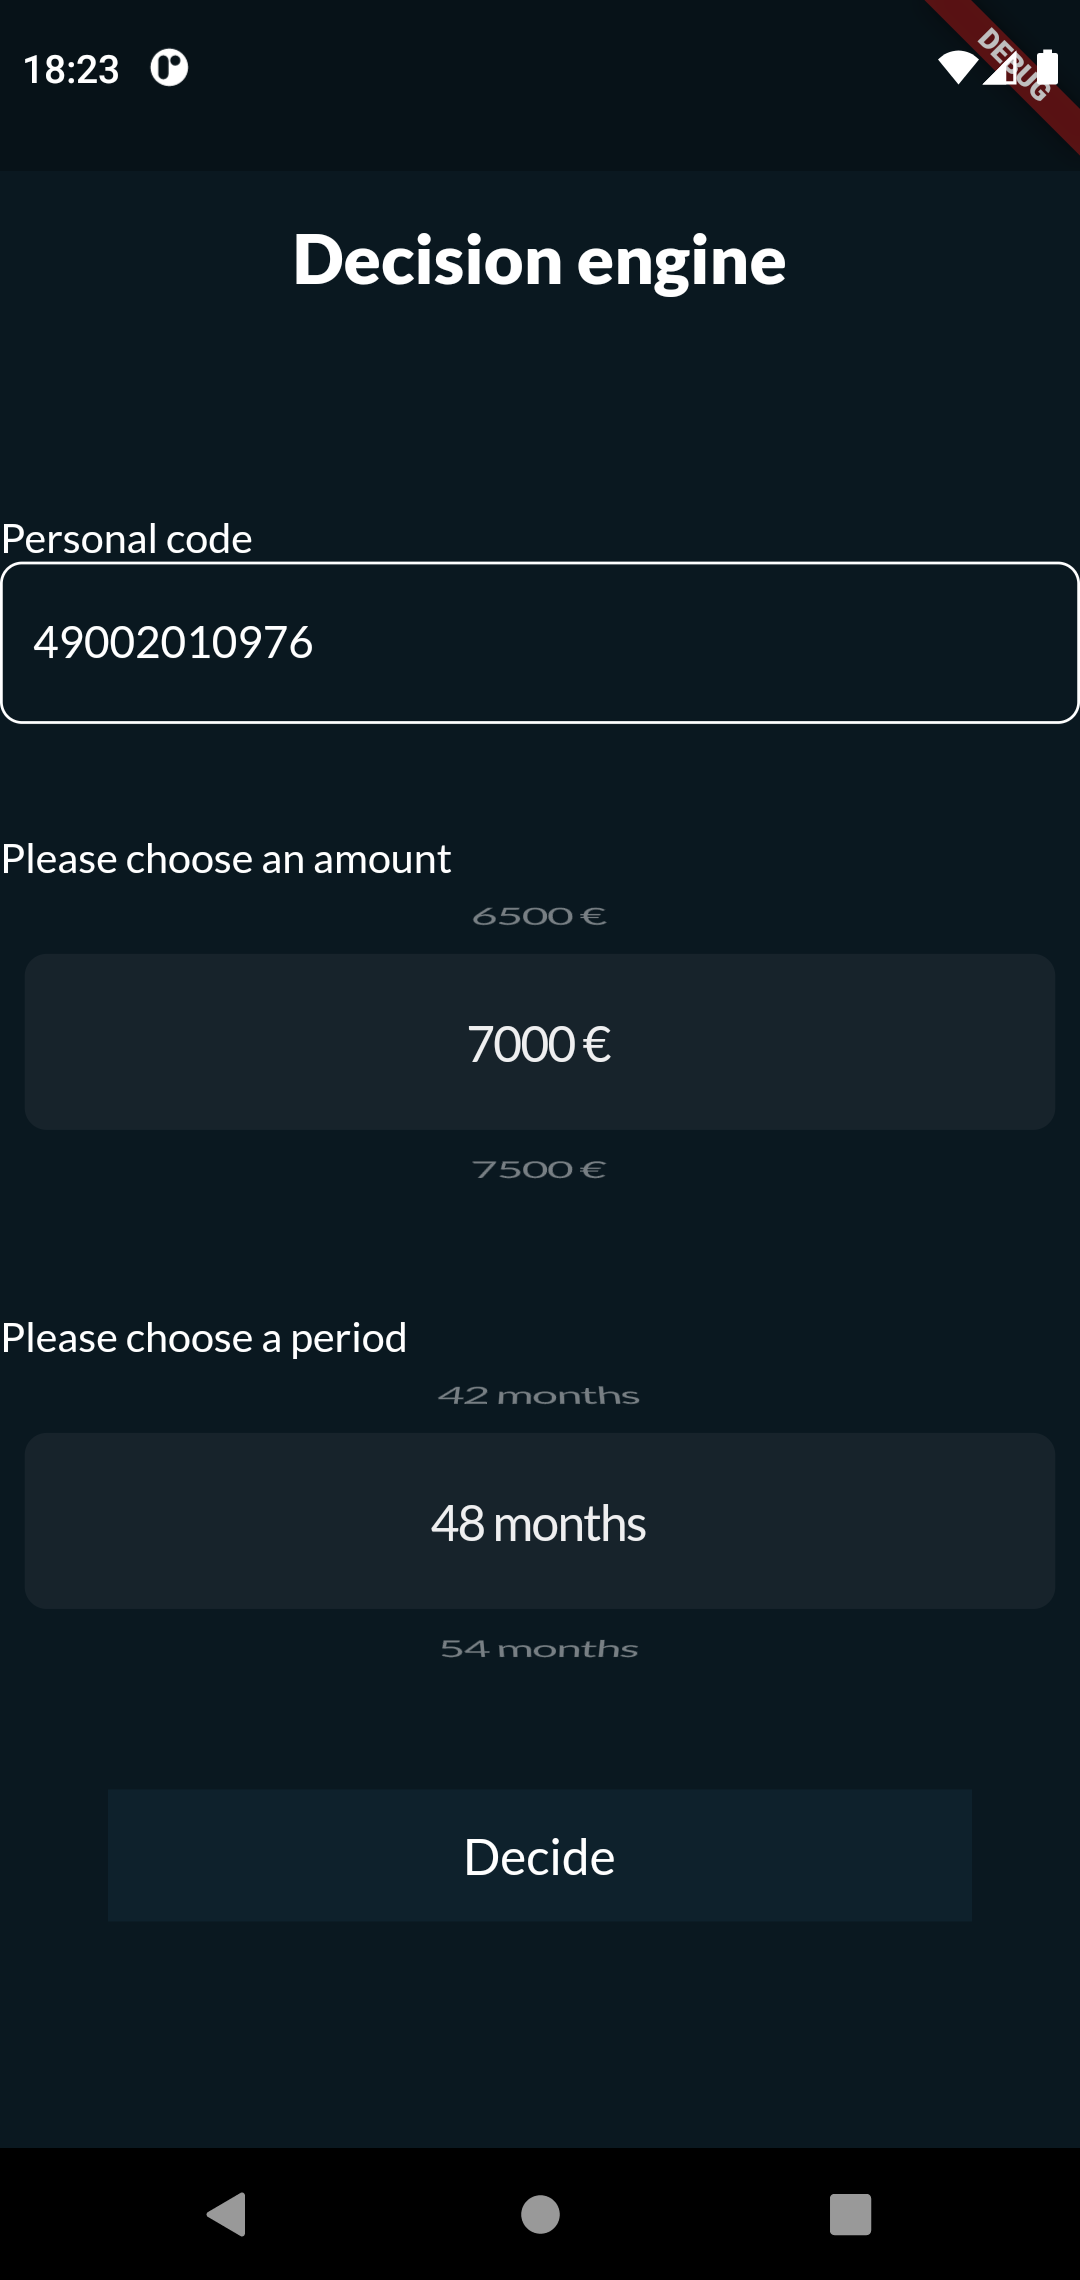 18:23
DEBUG
Decision engine
Personal code
49002010976
Please choose an amount
6500 €
7000 €
7500 €
Please choose a period
42 months
48 months
54 months
Decide